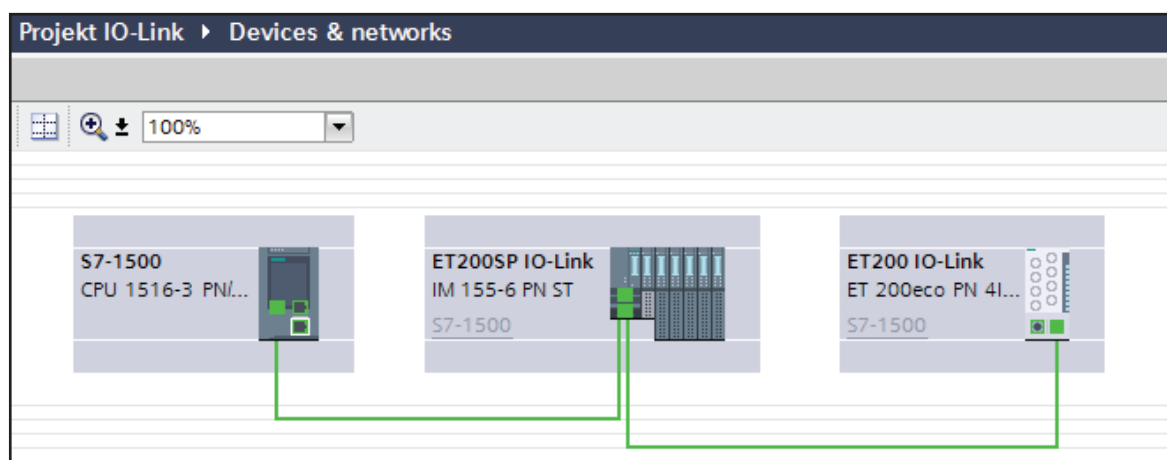 Projekt IO-Link ▸ Devices & networks
100%
S7-1500
CPU 1516-3 PN/...
ET200SP IO-Link
IM 155-6 PN ST
S7-1500
ET200 IO-Link
ET 200eco PN 4I...
S7-1500